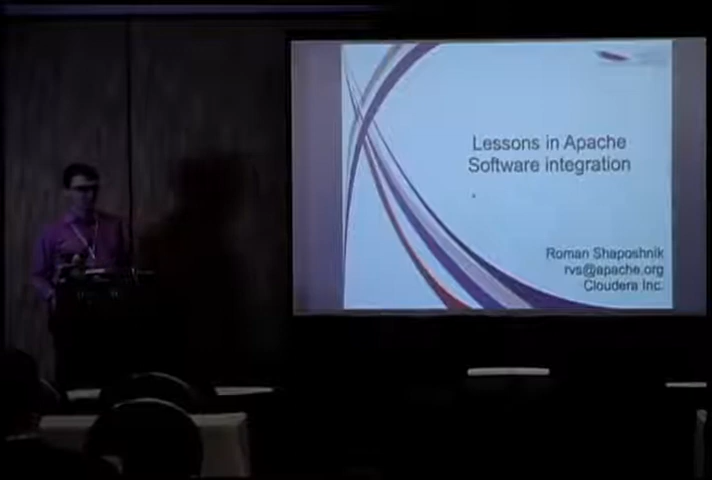 Lessons in Apache
Software integration
Roman Shaposhnik
rvs@apache.org
Cloudera Inc.